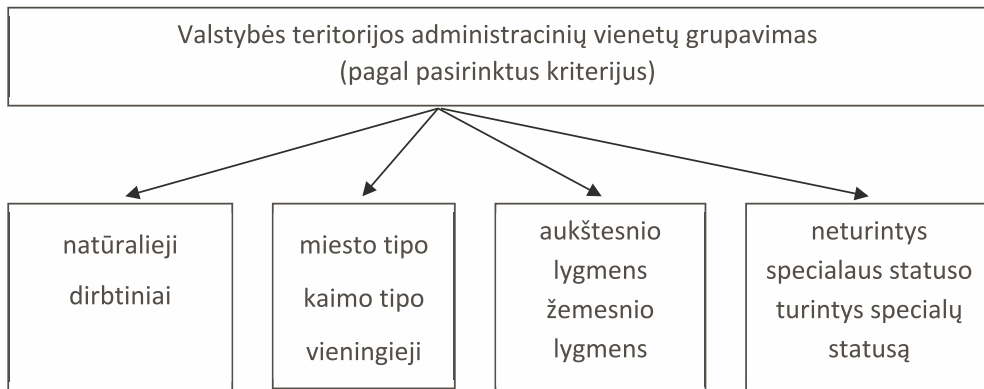 Valstybės teritorijos administracinių vienetų grupavimas
(pagal pasirinktus kriterijus)
natūralieji
dirbtiniai
miesto tipo
kaimo tipo
vieningieji
aukštesnio
lygmens
žemesnio
lygmens
neturintys
specialaus statuso
turintys specialų
statusą